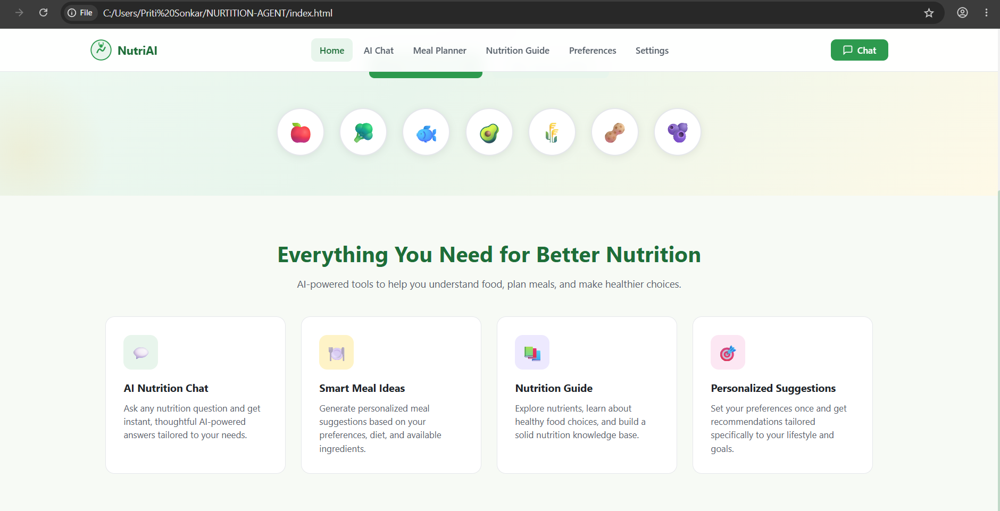 File
C:/Users/Priti%20Sonkar/NURTITION-AGENT/index.html
NutriAI
Home
AI Chat
Meal Planner
Nutrition Guide
Preferences
Settings
Chat
Everything You Need for Better Nutrition
AI-powered tools to help you understand food, plan meals, and make healthier choices.
AI Nutrition Chat
Ask any nutrition question and get
instant, thoughtful AI-powered
answers tailored to your needs.
Smart Meal Ideas
Generate personalized meal
suggestions based on your
preferences, diet, and available
ingredients.
Nutrition Guide
Explore nutrients, learn about
healthy food choices, and build a
solid nutrition knowledge base.
Personalized Suggestions
Set your preferences once and get
recommendations tailored
specifically to your lifestyle and
goals.